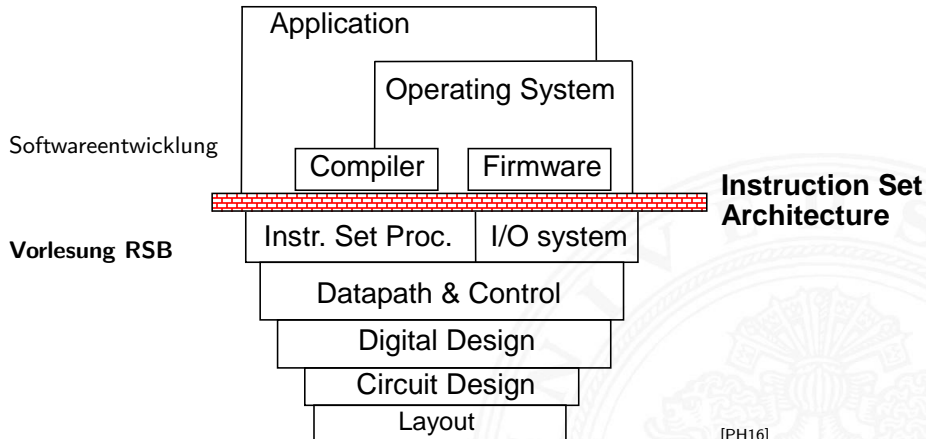 Application
Operating System
Softwareentwicklung
Compiler
Firmware
Instruction Set
Architecture
Instr. Set Proc.
I/O system
Vorlesung RSB
Datapath & Control
Digital Design
Circuit Design
Layout
[PH16]